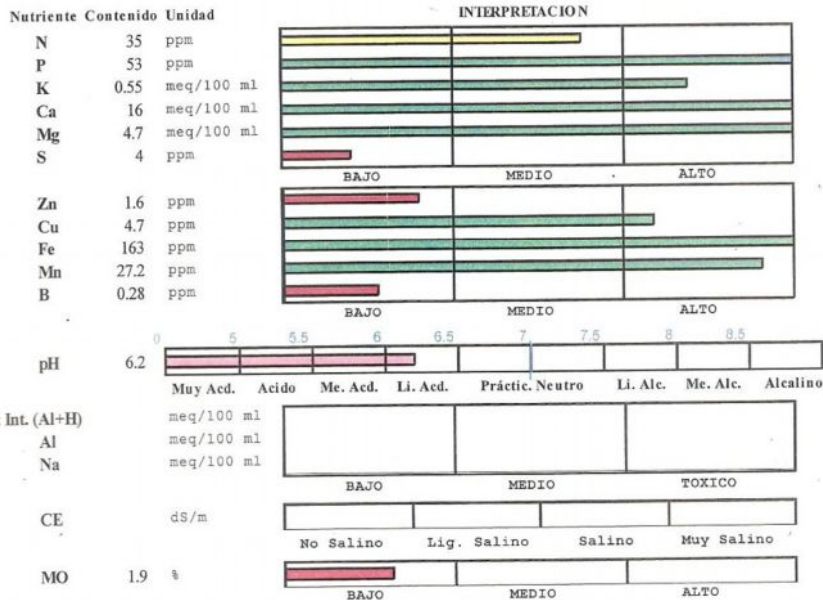 Nutriente Contenido Unidad INTERPRETACION
N 35 ppm
P 53 ppm
K 0.55 meq/100 ml
Ca 16 meq/100 ml
Mg 4.7 meq/100 ml
S 4 ppm
BAJO MEDIO ALTO
Zn 1.6 ppm
Cu 4.7 ppm
Fe 163 ppm
Mn 27.2 ppm
B 0.28 ppm
BAJO MEDIO ALTO
0 5 5.5 6 6.5 7 7.5 8 8.5
pH 6.2
Muy Acd. Acido Me. Acd. Li. Acd. Práctic. Neutro Li. Alc. Me. Alc. Alcalino
Int. (Al+H) meq/100 ml
Al meq/100 ml
Na meq/100 ml
BAJO MEDIO TOXICO
CE dS/m
No Salino Lig. Salino Salino Muy Salino
MO 1.9 %
BAJO MEDIO ALTO